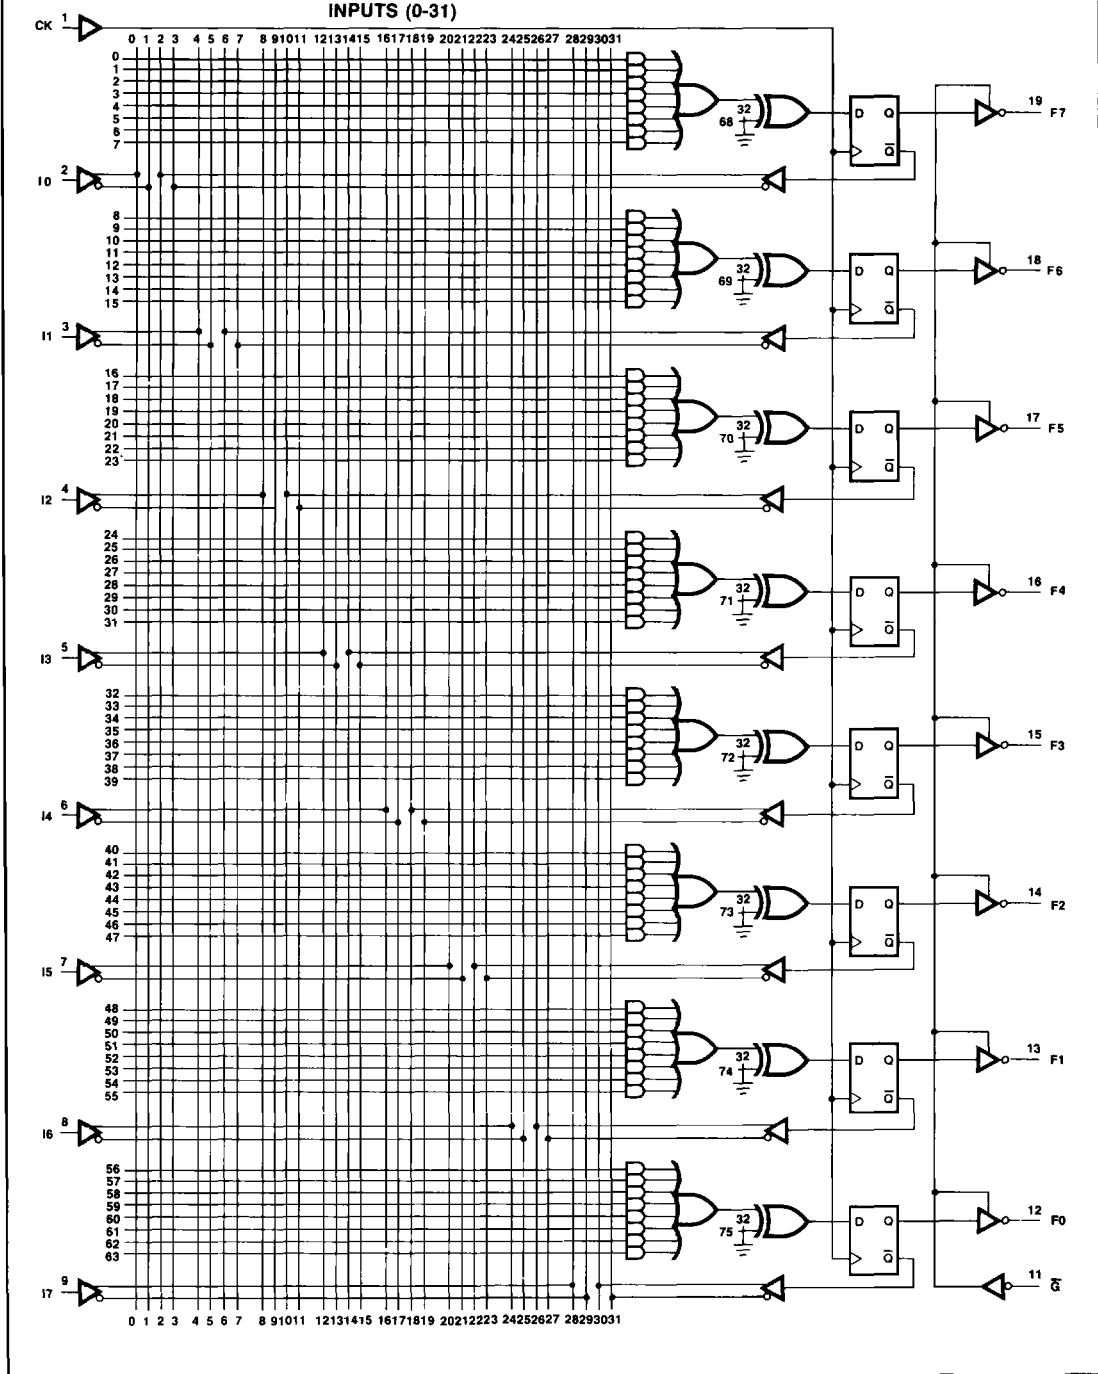 INPUTS (0-31)
CK 1
0 1 2 3 4 5 6 7 8 9 10 11 12 13 14 15 16 17 18 19 20 21 22 23 24 25 26 27 28 29 30 31
0
1
2
3
4
5
6
7
32
68
D Q
Q̅
19 F7
I0 2
8
9
10
11
12
13
14
15
32
69
D Q
Q̅
18 F6
I1 3
16
17
18
19
20
21
22
23
32
70
D Q
Q̅
17 F5
I2 4
24
25
26
27
28
29
30
31
32
71
D Q
Q̅
16 F4
I3 5
32
33
34
35
36
37
38
39
32
72
D Q
Q̅
15 F3
I4 6
40
41
42
43
44
45
46
47
32
73
D Q
Q̅
14 F2
I5 7
48
49
50
51
52
53
54
55
32
74
D Q
Q̅
13 F1
I6 8
56
57
58
59
60
61
62
63
32
75
D Q
Q̅
12 F0
I7 9
11 G̅
0 1 2 3 4 5 6 7 8 9 10 11 12 13 14 15 16 17 18 19 20 21 22 23 24 25 26 27 28 29 30 31